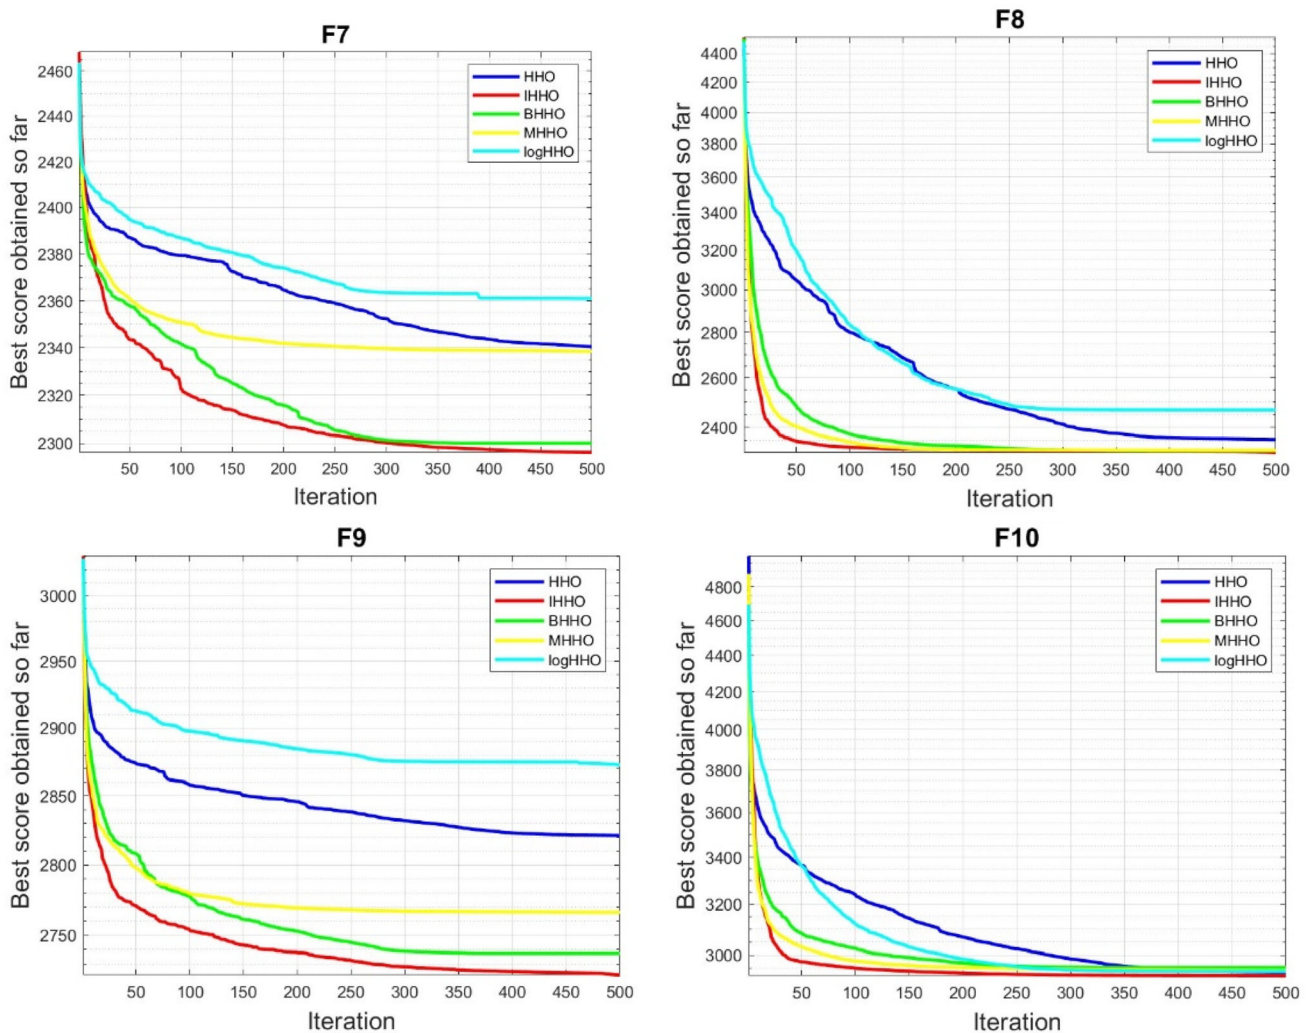 F7
Best score obtained so far
2460
2440
2420
2400
2380
2360
2340
2320
2300
HHO
IHHO
BHHO
MHHO
logHHO
50 100 150 200 250 300 350 400 450 500
Iteration
F8
Best score obtained so far
4400
4200
4000
3800
3600
3400
3200
3000
2800
2600
2400
HHO
IHHO
BHHO
MHHO
logHHO
50 100 150 200 250 300 350 400 450 500
Iteration
F9
Best score obtained so far
3000
2950
2900
2850
2800
2750
HHO
IHHO
BHHO
MHHO
logHHO
50 100 150 200 250 300 350 400 450 500
Iteration
F10
Best score obtained so far
4800
4600
4400
4200
4000
3800
3600
3400
3200
3000
HHO
IHHO
BHHO
MHHO
logHHO
50 100 150 200 250 300 350 400 450 500
Iteration